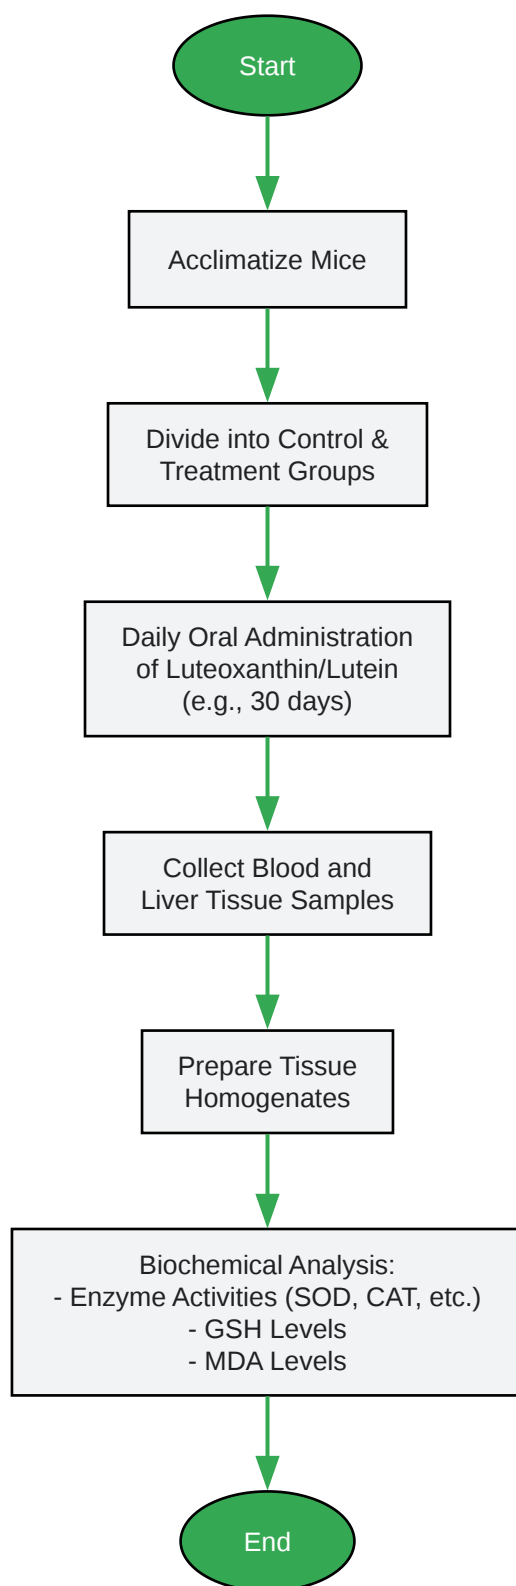 Start
Acclimatize Mice
Divide into Control &
Treatment Groups
Daily Oral Administration
of Luteoxanthin/Lutein
(e.g., 30 days)
Collect Blood and
Liver Tissue Samples
Prepare Tissue
Homogenates
Biochemical Analysis:
- Enzyme Activities (SOD, CAT, etc.)
- GSH Levels
- MDA Levels
End